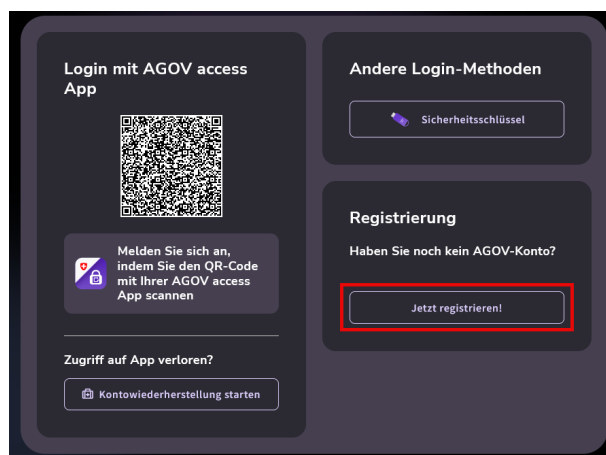 Login mit AGOV access
App
Melden Sie sich an,
indem Sie den QR-Code
mit Ihrer AGOV access
App scannen
Zugriff auf App verloren?
Kontowiederherstellung starten
Andere Login-Methoden
Sicherheitsschlüssel
Registrierung
Haben Sie noch kein AGOV-Konto?
Jetzt registrieren!